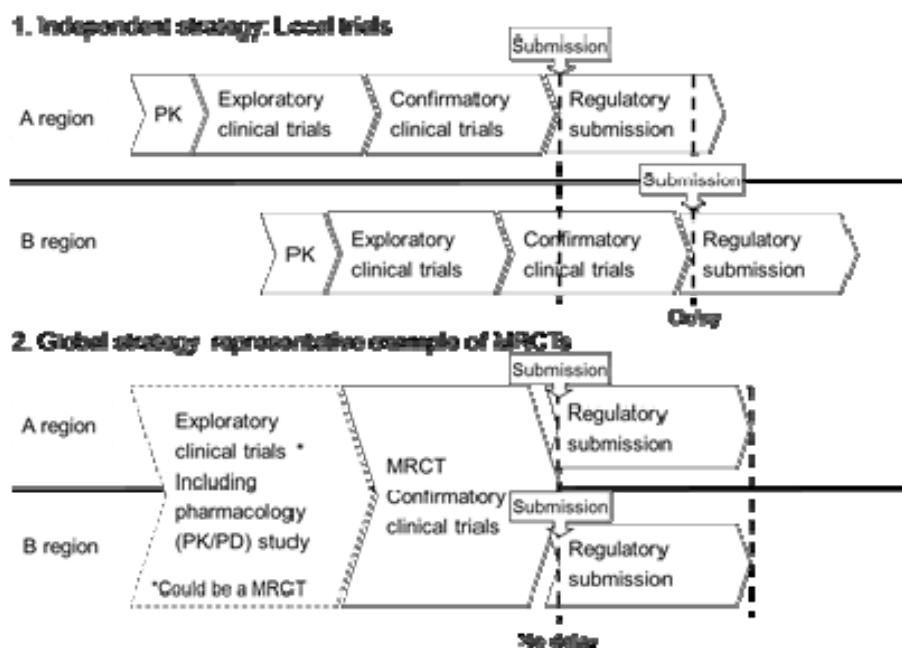 1. Independent strategy: Local trials
Submission
A region
PK
Exploratory
clinical trials
Confirmatory
clinical trials
Regulatory
submission
Submission
B region
PK
Exploratory
clinical trials
Confirmatory
clinical trials
Regulatory
submission
Delay
2. Global strategy representative example of MRCTs
Submission
A region
Exploratory
clinical trials *
Including
pharmacology
(PK/PD) study
*Could be a MRCT
MRCT
Confirmatory
clinical trials
Regulatory
submission
Submission
B region
Regulatory
submission
No delay